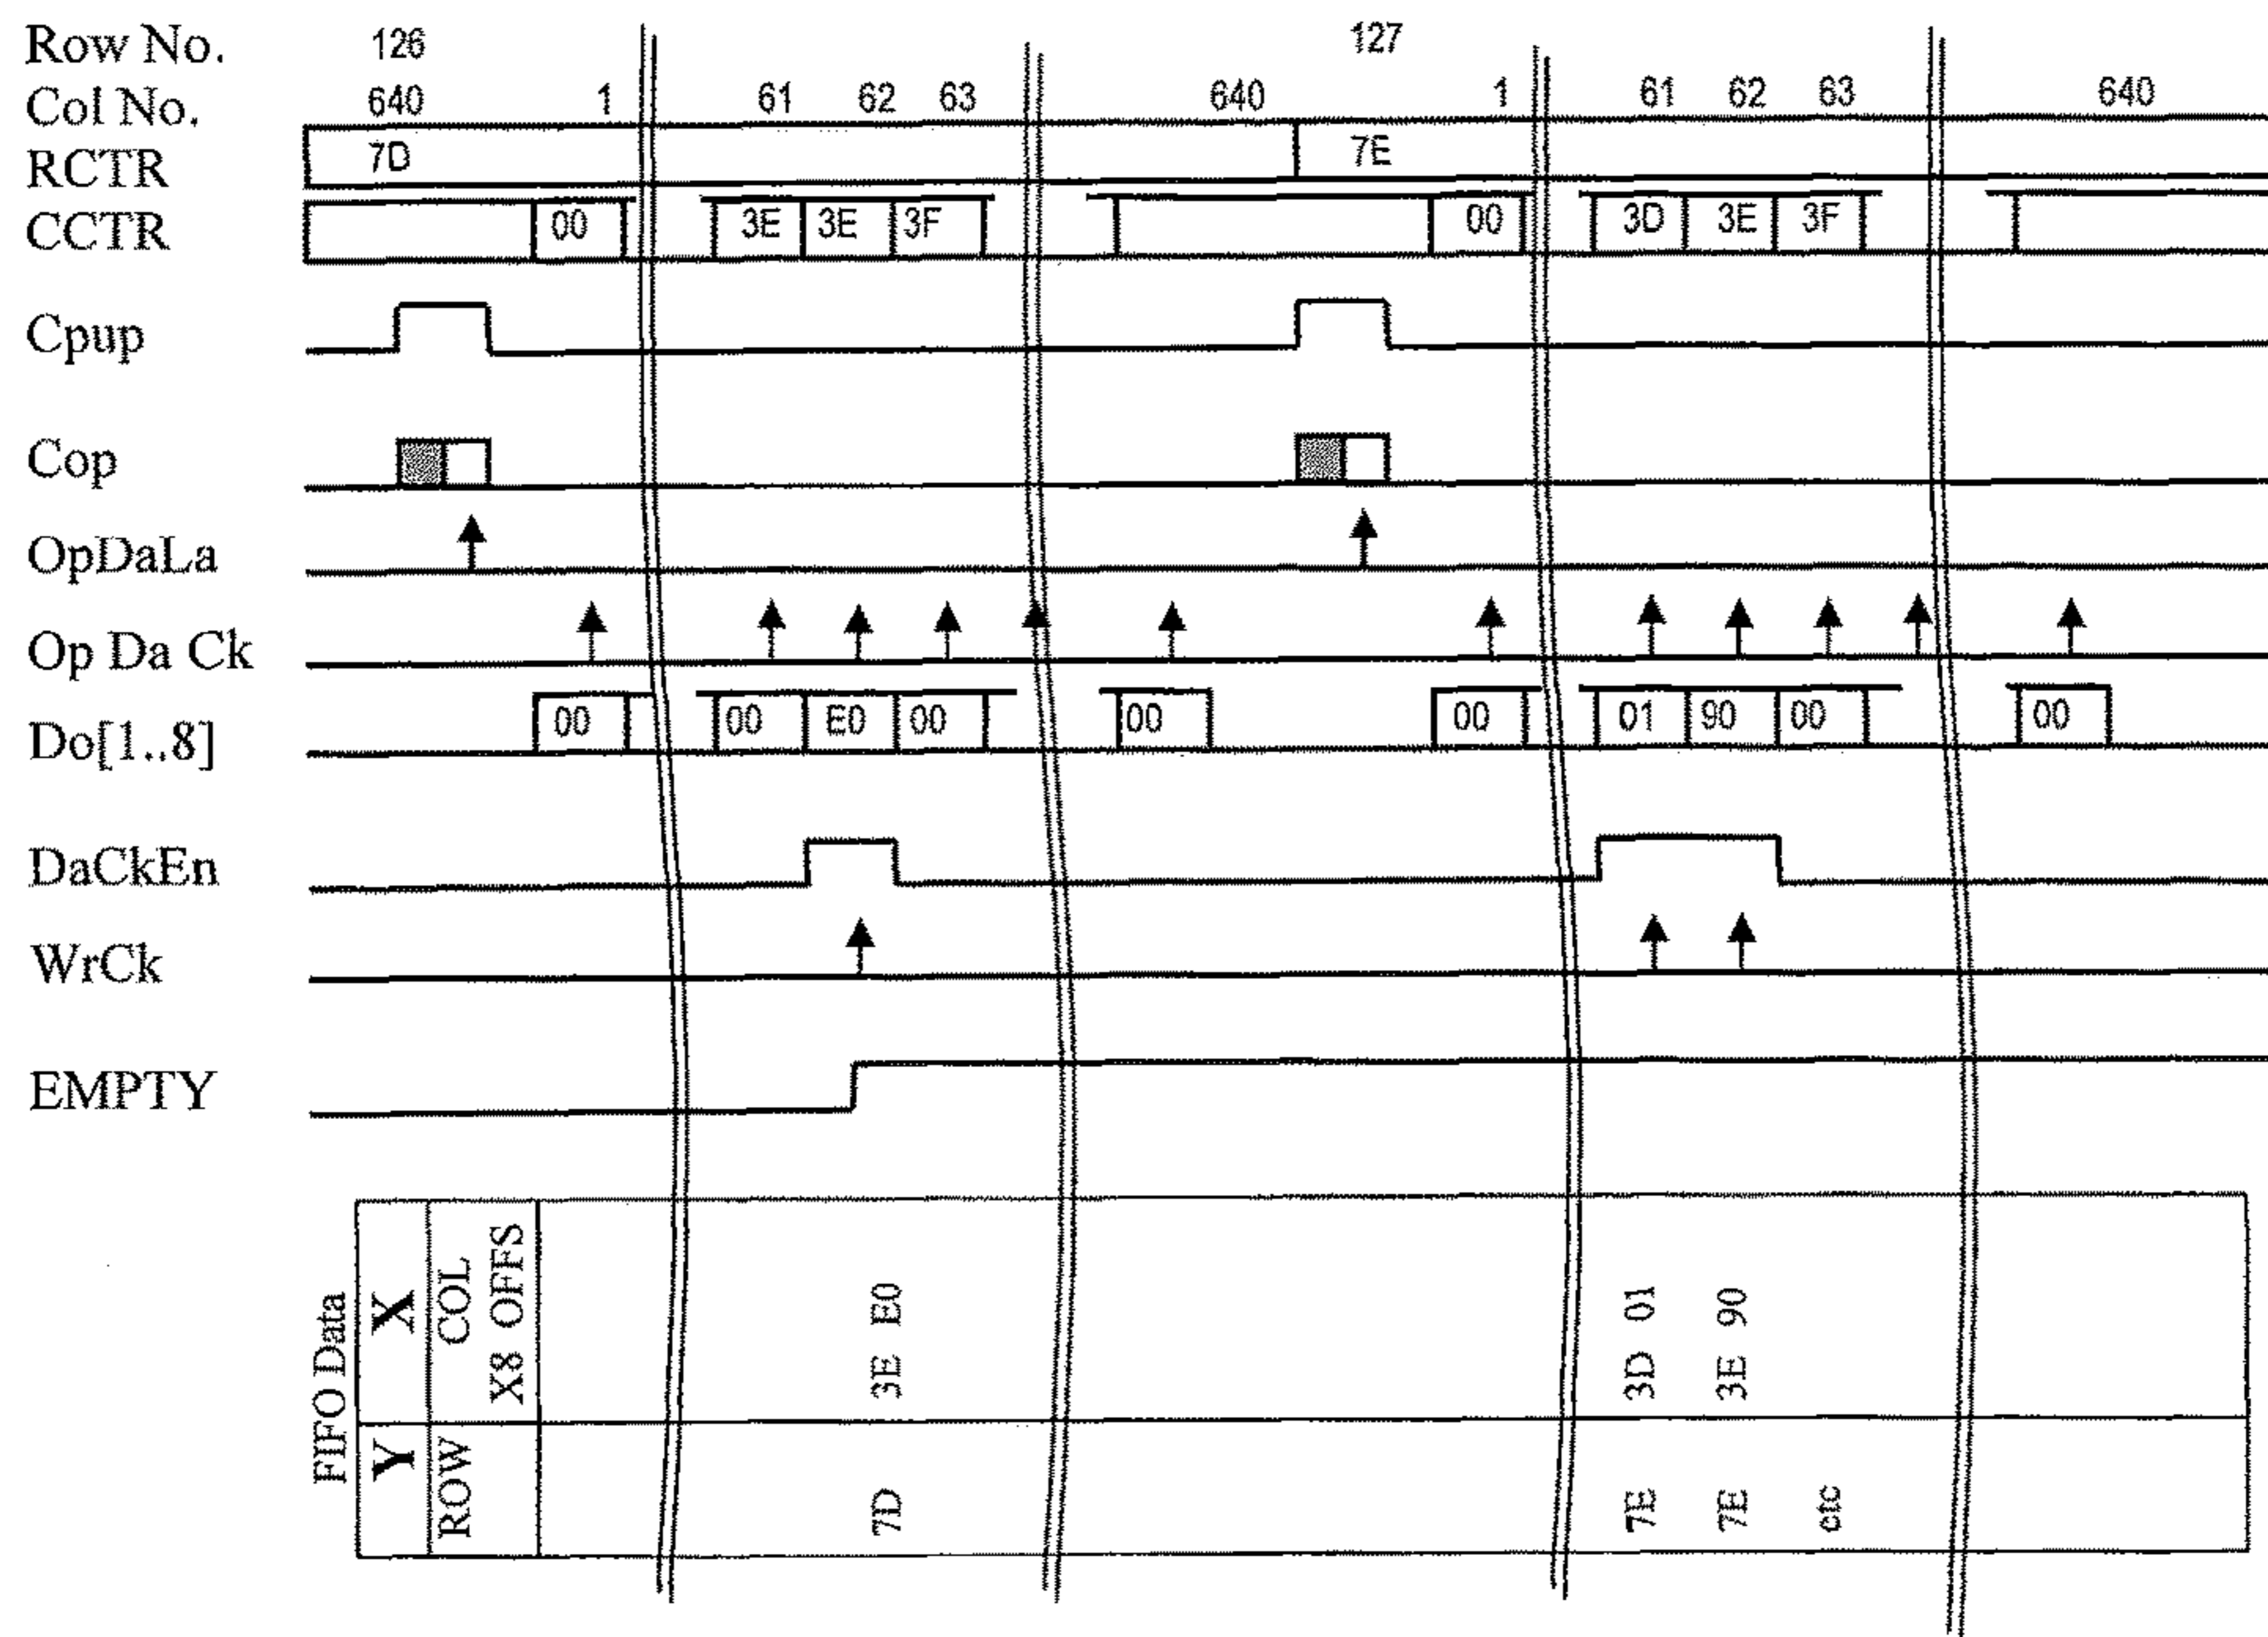 Row No. 126 127
Col No. 640 1 61 62 63 640 1 61 62 63 640
RCTR 7D 7E
CCTR 00 3E 3E 3F 00 3D 3E 3F
Cpup
Cop
OpDaLa
Op Da Ck
Do[1..8] 00 00 E0 00 00 00 01 90 00 00
DaCkEn
WrCk
EMPTY
FIFO Data
X
Y
COL
X8 OFFS
ROW
3E E0
7D
3D 01
7E
3E 90
7E
etc